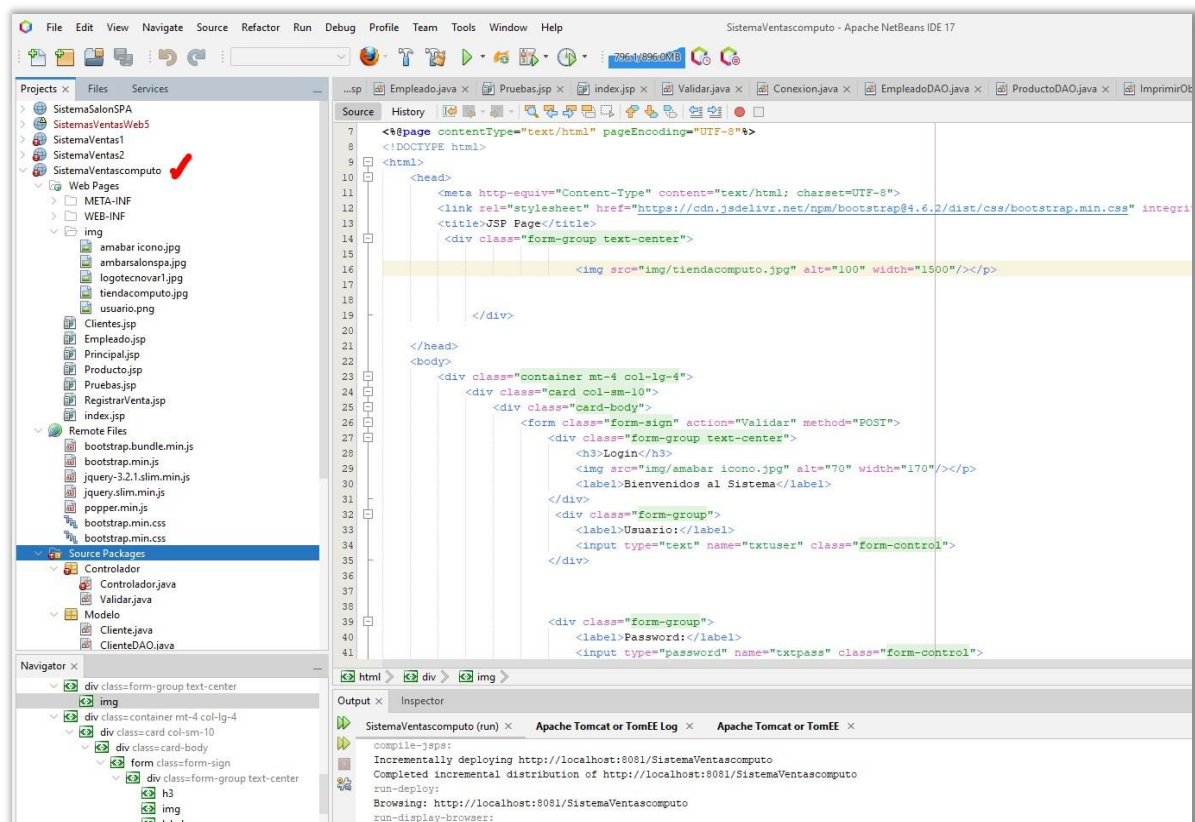 File Edit View Navigate Source Refactor Run Debug Profile Team Tools Window Help
SistemaVentascomputo - Apache NetBeans IDE 17
796.1/896.0MB
Projects Files Services
SistemaSalonSPA
SistemasVentasWeb5
SistemaVentas1
SistemaVentas2
SistemaVentascomputo
Web Pages
META-INF
WEB-INF
img
amabar icono.jpg
ambarsalonspa.jpg
logotecnovar1.jpg
tiendacomputo.jpg
usuario.png
Clientes.jsp
Empleado.jsp
Principal.jsp
Producto.jsp
Pruebas.jsp
RegistrarVenta.jsp
index.jsp
Remote Files
bootstrap.bundle.min.js
bootstrap.min.js
jquery-3.2.1.slim.min.js
jquery.slim.min.js
popper.min.js
bootstrap.min.css
bootstrap.min.css
Source Packages
Controlador
Controlador.java
Validar.java
Modelo
Cliente.java
ClienteDAO.java
Navigator
div class=form-group text-center
img
div class=container mt-4 col-lg-4
div class=card col-sm-10
div class=card-body
form class=form-sign
div class=form-group text-center
h3
img
...sp Empleado.java Pruebas.jsp index.jsp Validar.java Conexion.java EmpleadoDAO.java ProductoDAO.java ImprimirOb
Source History
7 <%@page contentType="text/html" pageEncoding="UTF-8"%>
8 <!DOCTYPE html>
9 <html>
10 <head>
11 <meta http-equiv="Content-Type" content="text/html; charset=UTF-8">
12 <link rel="stylesheet" href="https://cdn.jsdelivr.net/npm/bootstrap@4.6.2/dist/css/bootstrap.min.css" integri
13 <title>JSP Page</title>
14 <div class="form-group text-center">
15
16 <img src="img/tiendacomputo.jpg" alt="100" width="1500"/></p>
17
18
19 </div>
20
21 </head>
22 <body>
23 <div class="container mt-4 col-lg-4">
24 <div class="card col-sm-10">
25 <div class="card-body">
26 <form class="form-sign" action="Validar" method="POST">
27 <div class="form-group text-center">
28 <h3>Login</h3>
29 <img src="img/amabar icono.jpg" alt="70" width="170"/></p>
30 <label>Bienvenidos al Sistema</label>
31 </div>
32 <div class="form-group">
33 <label>Usuario:</label>
34 <input type="text" name="txtuser" class="form-control">
35 </div>
36
37
38
39 <div class="form-group">
40 <label>Password:</label>
41 <input type="password" name="txtpass" class="form-control">
html div img
Output Inspector
SistemaVentascomputo (run) Apache Tomcat or TomEE Log Apache Tomcat or TomEE
compile-jsps:
Incrementally deploying http://localhost:8081/SistemaVentascomputo
Completed incremental distribution of http://localhost:8081/SistemaVentascomputo
run-deploy:
Browsing: http://localhost:8081/SistemaVentascomputo
run-display-browser: